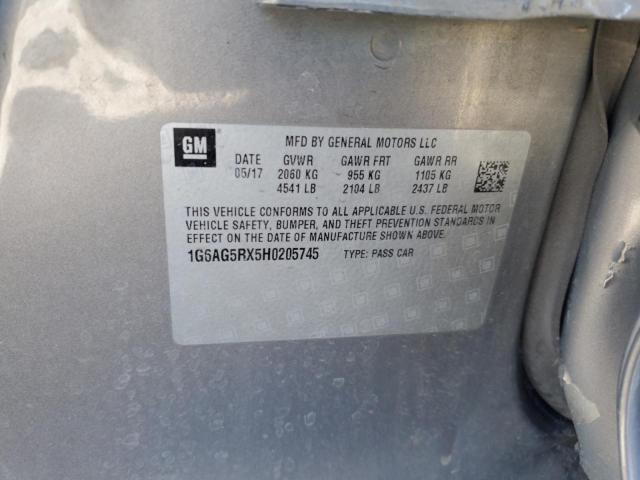 GM
MFD BY GENERAL MOTORS LLC
DATE GVWR GAWR FRT GAWR RR
05/17 2060 KG 955 KG 1105 KG
4541 LB 2104 LB 2437 LB
THIS VEHICLE CONFORMS TO ALL APPLICABLE U.S. FEDERAL MOTOR
VEHICLE SAFETY, BUMPER, AND THEFT PREVENTION STANDARDS IN
EFFECT ON THE DATE OF MANUFACTURE SHOWN ABOVE.
1G6AG5RX5H0205745 TYPE: PASS CAR